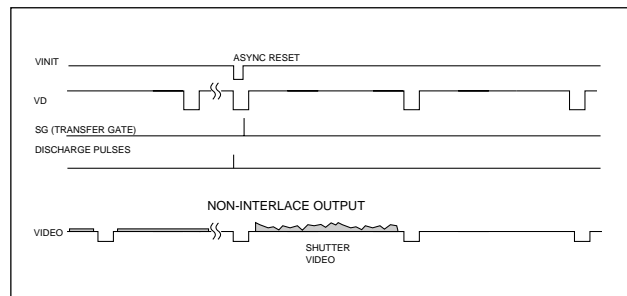 ASYNC RESET
VINIT
VD
SG (TRANSFER GATE)
DISCHARGE PULSES
NON-INTERLACE OUTPUT
VIDEO
SHUTTER
VIDEO